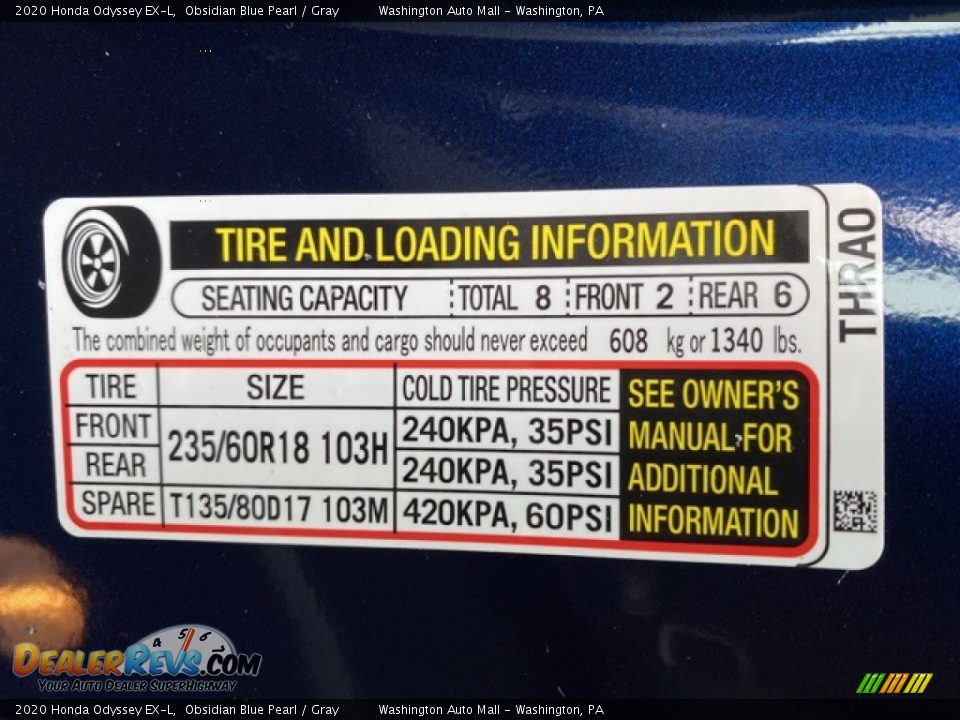 2020 Honda Odyssey EX-L, Obsidian Blue Pearl / Gray Washington Auto Mall - Washington, PA
TIRE AND LOADING INFORMATION
SEATING CAPACITY TOTAL 8 FRONT 2 REAR 6
The combined weight of occupants and cargo should never exceed 608 kg or 1340 lbs.
TIRE SIZE COLD TIRE PRESSURE
FRONT 235/60R18 103H 240KPA, 35PSI
REAR 240KPA, 35PSI
SPARE T135/80D17 103M 420KPA, 60PSI
SEE OWNER'S
MANUAL FOR
ADDITIONAL
INFORMATION
THRAO
4 5 6
DEALERREVS.COM
YOUR AUTO DEALER SUPERHIGHWAY
2020 Honda Odyssey EX-L, Obsidian Blue Pearl / Gray Washington Auto Mall - Washington, PA